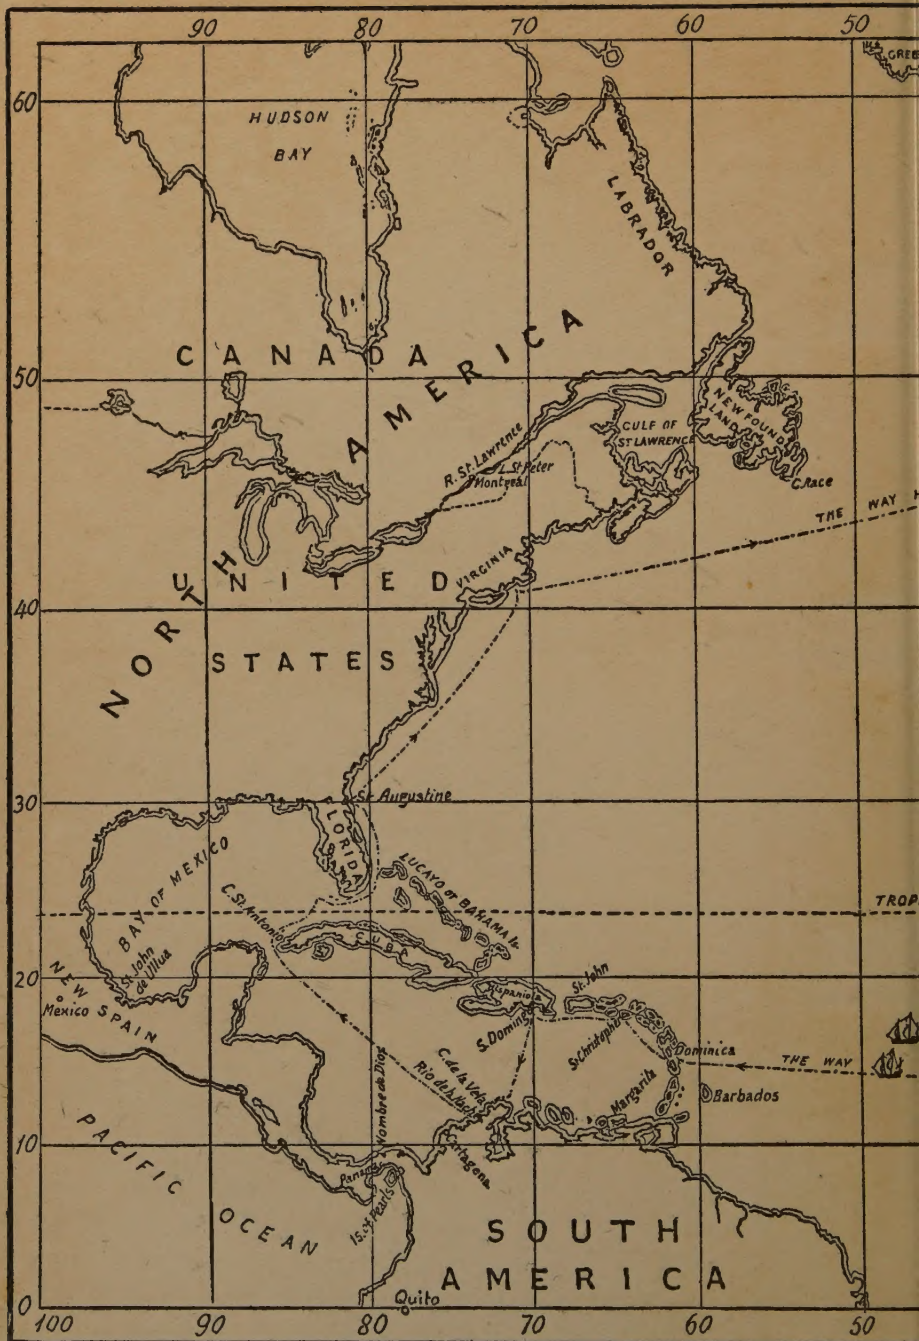 90 80 70 60 50
60
HUDSON
BAY
LABRADOR
CANADA
50
NORTH AMERICA
R. St. Lawrence
L. St Peter
Montreal
GULF OF
ST LAWRENCE
NEWFOUND
LAND
C. Race
THE WAY
VIRGINIA
UNITED
40
STATES
30
St. Augustine
FLORIDA
BAY OF MEXICO
LUCAYO or BAHAMA Is
C. St. Antonio
TROP
CUBA
St. John
de Ullua
20
NEW SPAIN
Mexico
Hispaniola
St. John
S. Domingo
St. Christopher
Dominica
THE WAY
Barbados
Margarita
C. de la Vela
Rio de la Hacha
Nombre de Dios
Cartagena
10
Panama
Is. of Pearls
PACIFIC OCEAN
SOUTH
AMERICA
Quito
0
100 90 80 70 60 50